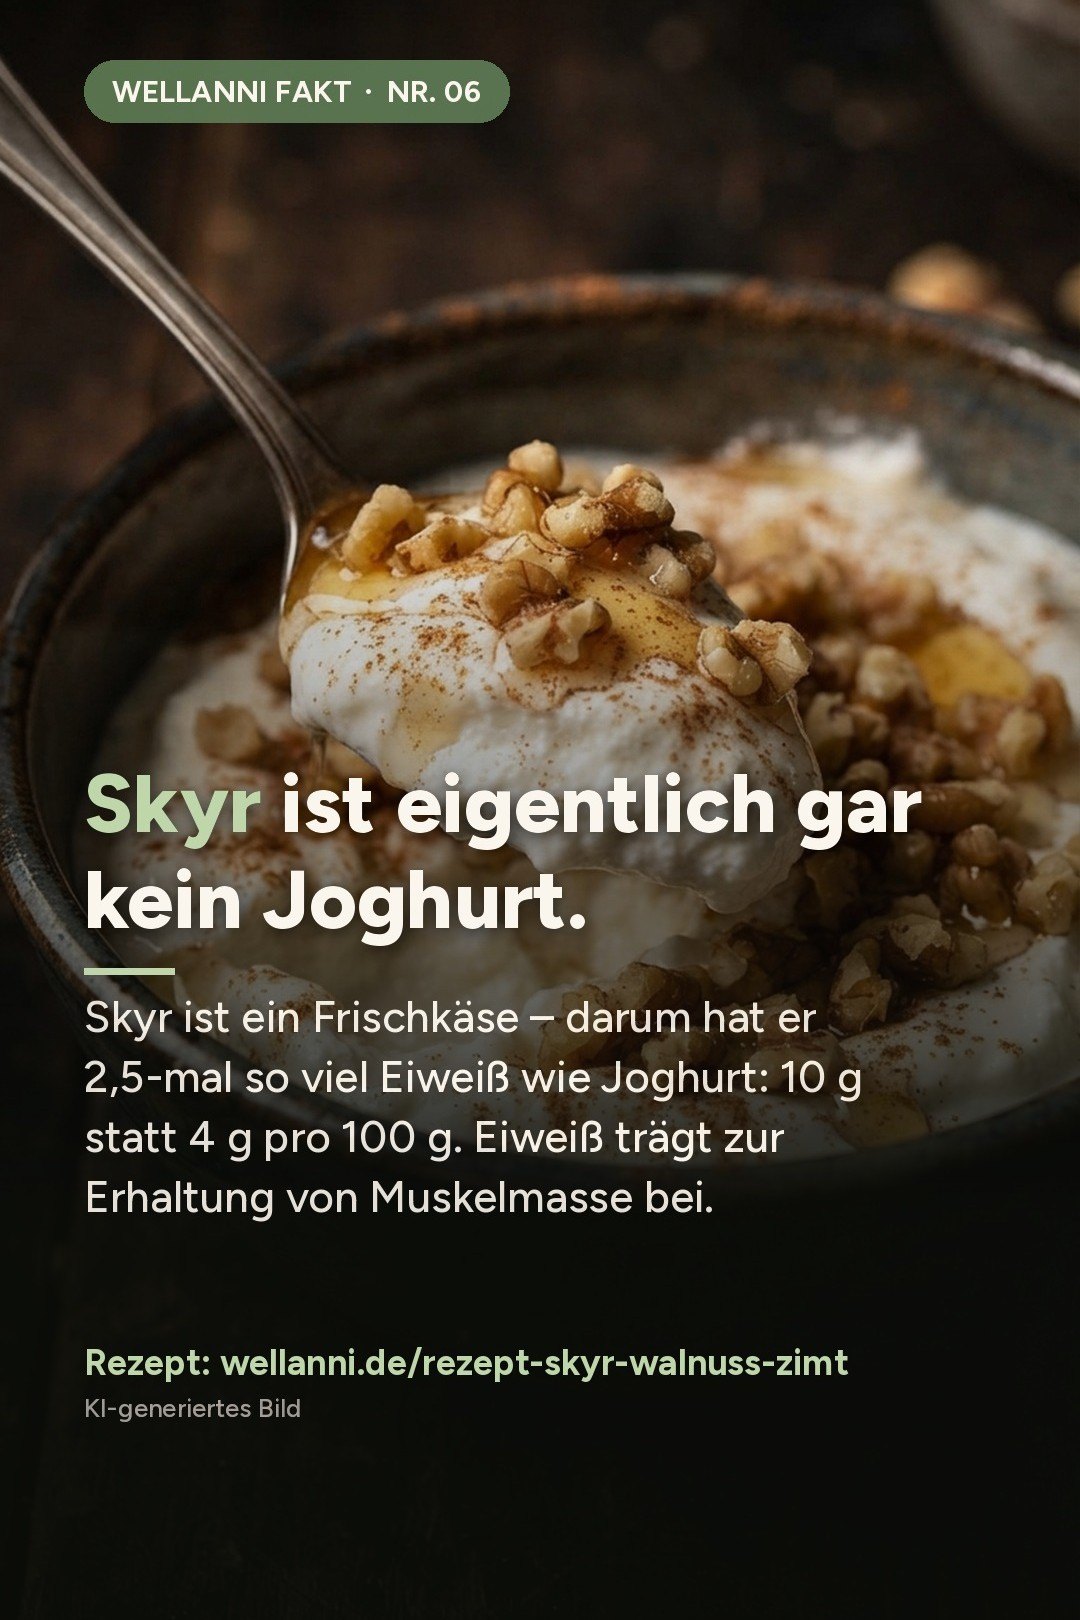 WELLANNI FAKT · NR. 06
Skyr ist eigentlich gar
kein Joghurt.
Skyr ist ein Frischkäse – darum hat er
2,5-mal so viel Eiweiß wie Joghurt: 10 g
statt 4 g pro 100 g. Eiweiß trägt zur
Erhaltung von Muskelmasse bei.
Rezept: wellanni.de/rezept-skyr-walnuss-zimt
KI-generiertes Bild